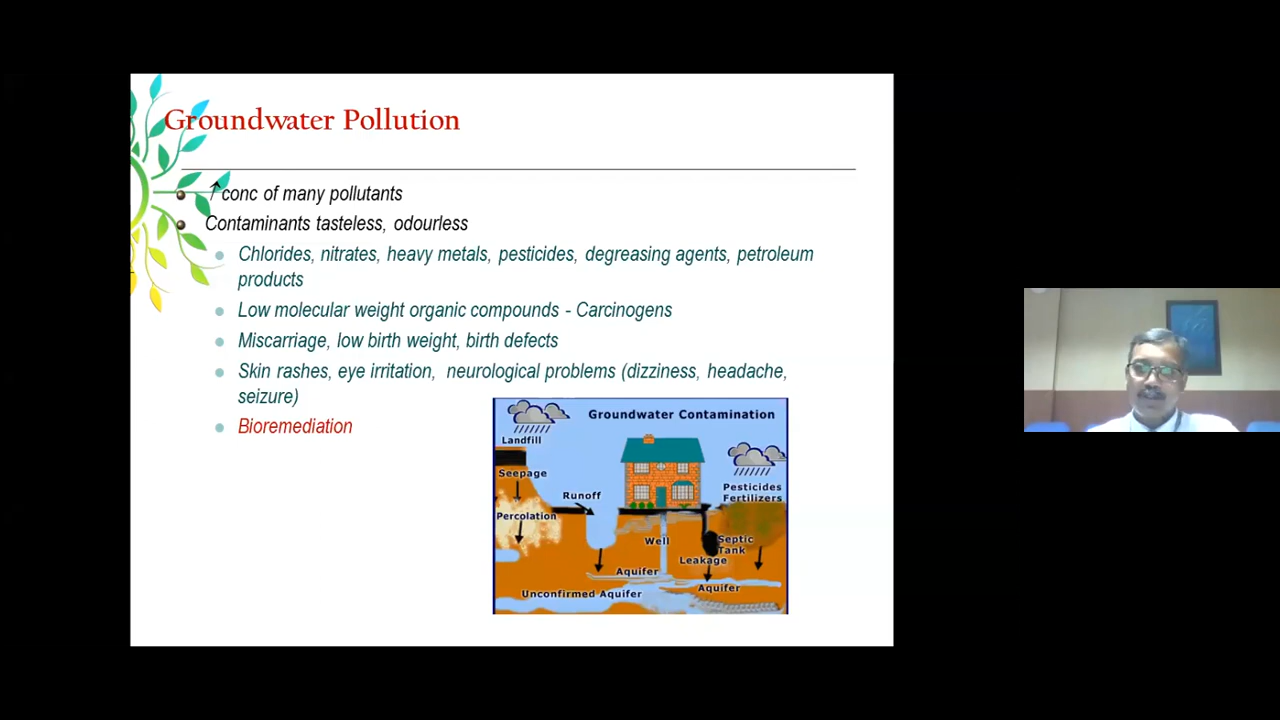 Groundwater Pollution
↑ conc of many pollutants
Contaminants tasteless, odourless
Chlorides, nitrates, heavy metals, pesticides, degreasing agents, petroleum
products
Low molecular weight organic compounds - Carcinogens
Miscarriage, low birth weight, birth defects
Skin rashes, eye irritation, neurological problems (dizziness, headache,
seizure)
Bioremediation
Groundwater Contamination
Landfill
Seepage
Pesticides
Fertilizers
Runoff
Percolation
Well
Septic
Tank
Leakage
Aquifer
Aquifer
Unconfirmed Aquifer